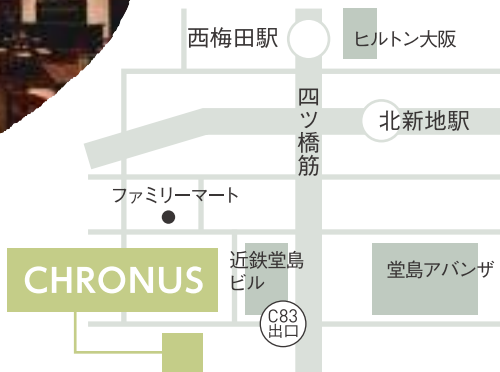 西梅田駅
ヒルトン大阪
四ツ橋筋
北新地駅
ファミリーマート
近鉄堂島
ビル
堂島アバンザ
CHRONUS
C83
出口